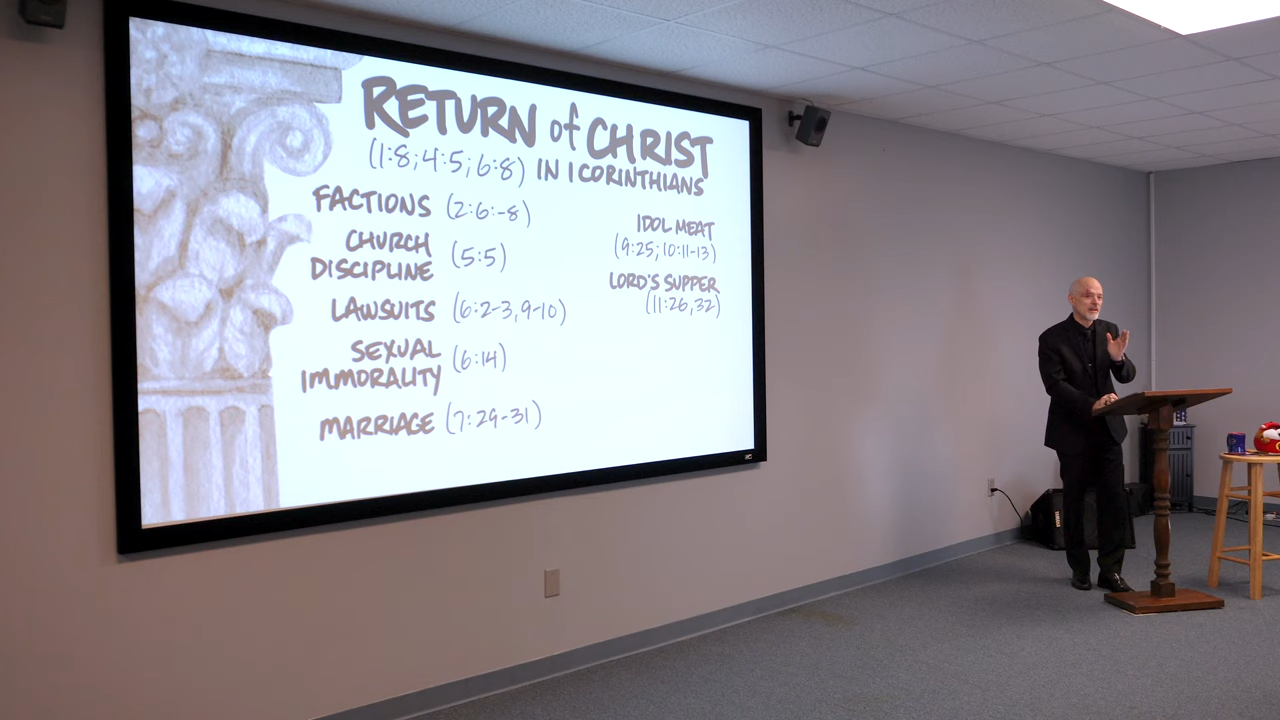 RETURN of CHRIST
(1:8; 4:5; 6:8) IN 1 CORINTHIANS
FACTIONS (2:6:-8)
CHURCH DISCIPLINE (5:5)
LAWSUITS (6:2-3, 9-10)
SEXUAL IMMORALITY (6:14)
MARRIAGE (7:29-31)
IDOL MEAT
(9:25; 10:11-13)
LORD'S SUPPER
(11:26, 32)
YAMAHA